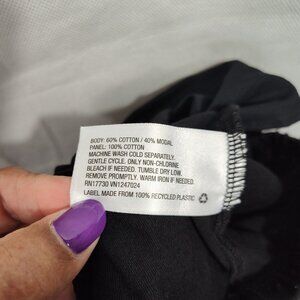 BODY: 60% COTTON / 40% MODAL
PANEL: 100% COTTON
MACHINE WASH COLD SEPARATELY.
GENTLE CYCLE. ONLY NON-CHLORINE
BLEACH IF NEEDED. TUMBLE DRY LOW.
REMOVE PROMPTLY. WARM IRON IF NEEDED.
RN17730 VN1247024
LABEL MADE FROM 100% RECYCLED PLASTIC